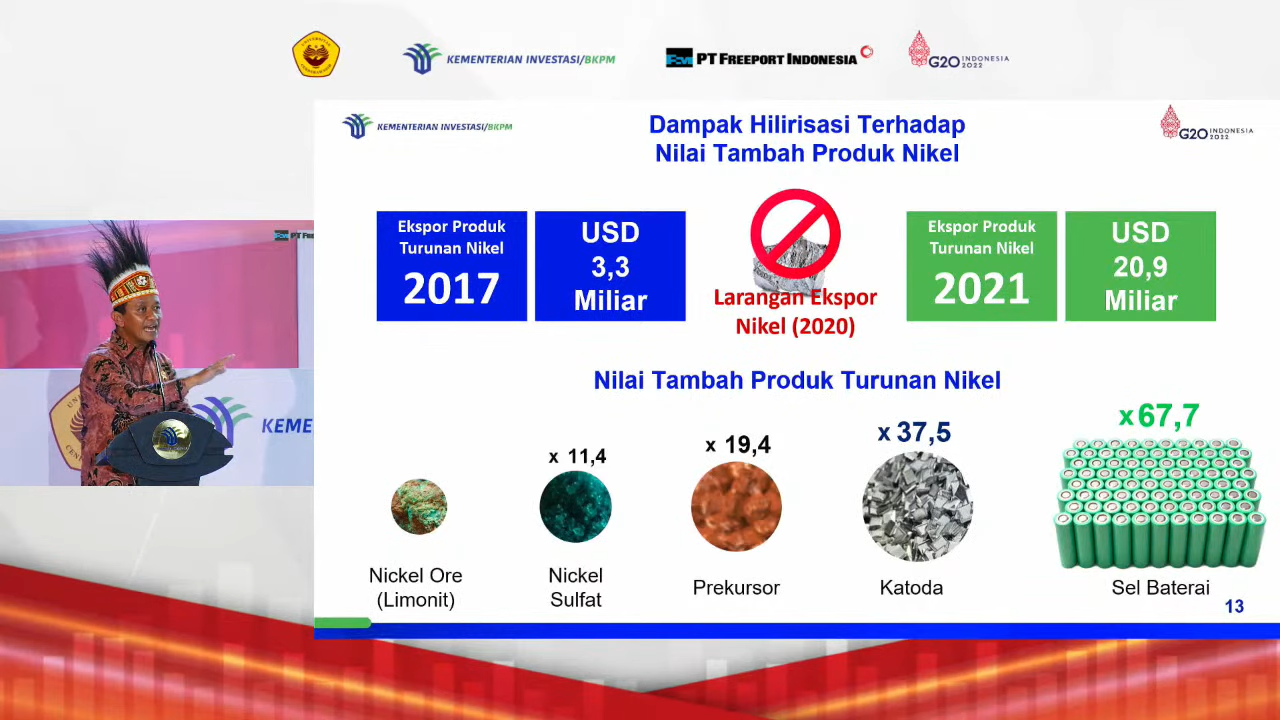 KEMENTERIAN INVESTASI/BKPM
FCX
PT FREEPORT INDONESIA
G20 INDONESIA
2022
KEMENTERIAN INVESTASI/BKPM
Dampak Hilirisasi Terhadap
Nilai Tambah Produk Nikel
G20 INDONESIA
2022
Ekspor Produk
Turunan Nikel
2017
USD
3,3
Miliar
Larangan Ekspor
Nikel (2020)
Ekspor Produk
Turunan Nikel
2021
USD
20,9
Miliar
PT FREE
KEME
Nilai Tambah Produk Turunan Nikel
x 11,4
x 19,4
x 37,5
x 67,7
Nickel Ore
(Limonit)
Nickel
Sulfat
Prekursor
Katoda
Sel Baterai
13